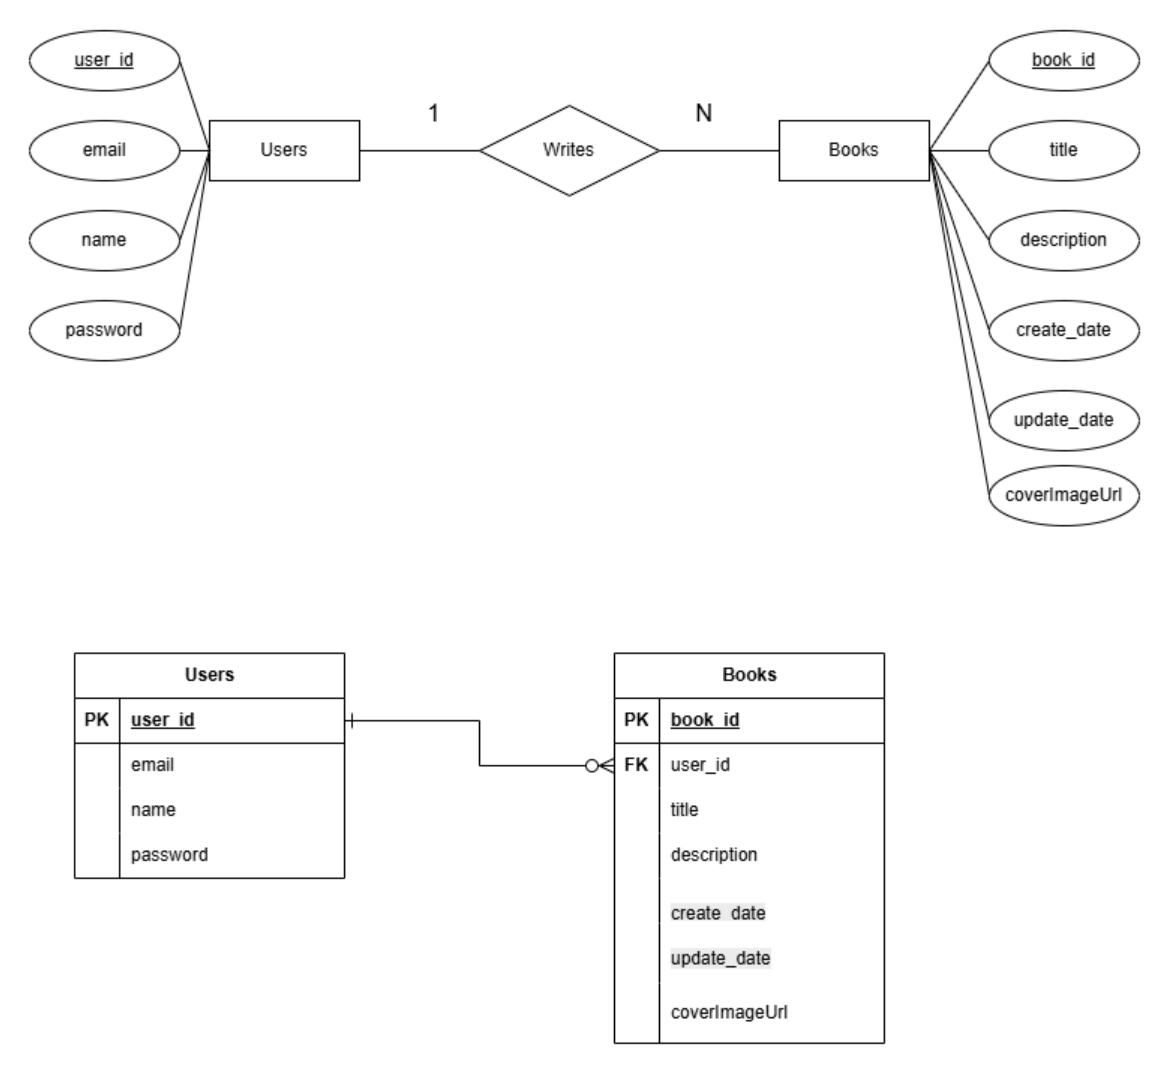 user_id
book_id
1
N
email
Users
Writes
Books
title
name
description
password
create_date
update_date
coverImageUrl
Users
PK user_id
email
name
password
Books
PK book_id
FK user_id
title
description
create_date
update_date
coverImageUrl